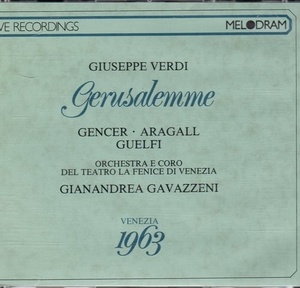 VE RECORDINGS
MELODRAM
GIUSEPPE VERDI
Gerusalemme
GENCER · ARAGALL
GUELFI
ORCHESTRA E CORO
DEL TEATRO LA FENICE DI VENEZIA
GIANANDREA GAVAZZENI
VENEZIA
1963